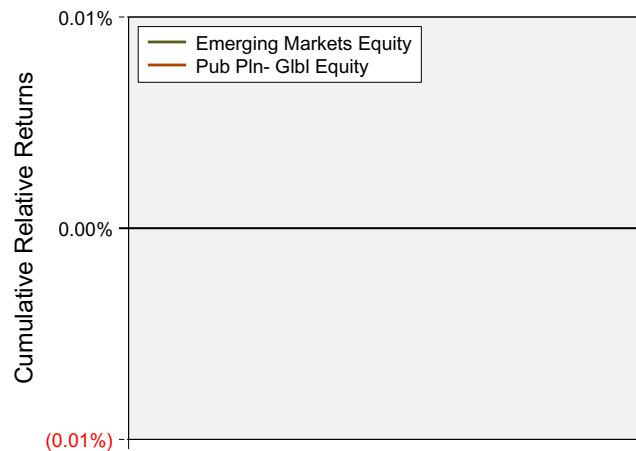 0.01%
Emerging Markets Equity
Pub Pln- Glbl Equity
Cumulative Relative Returns
0.00%
(0.01%)